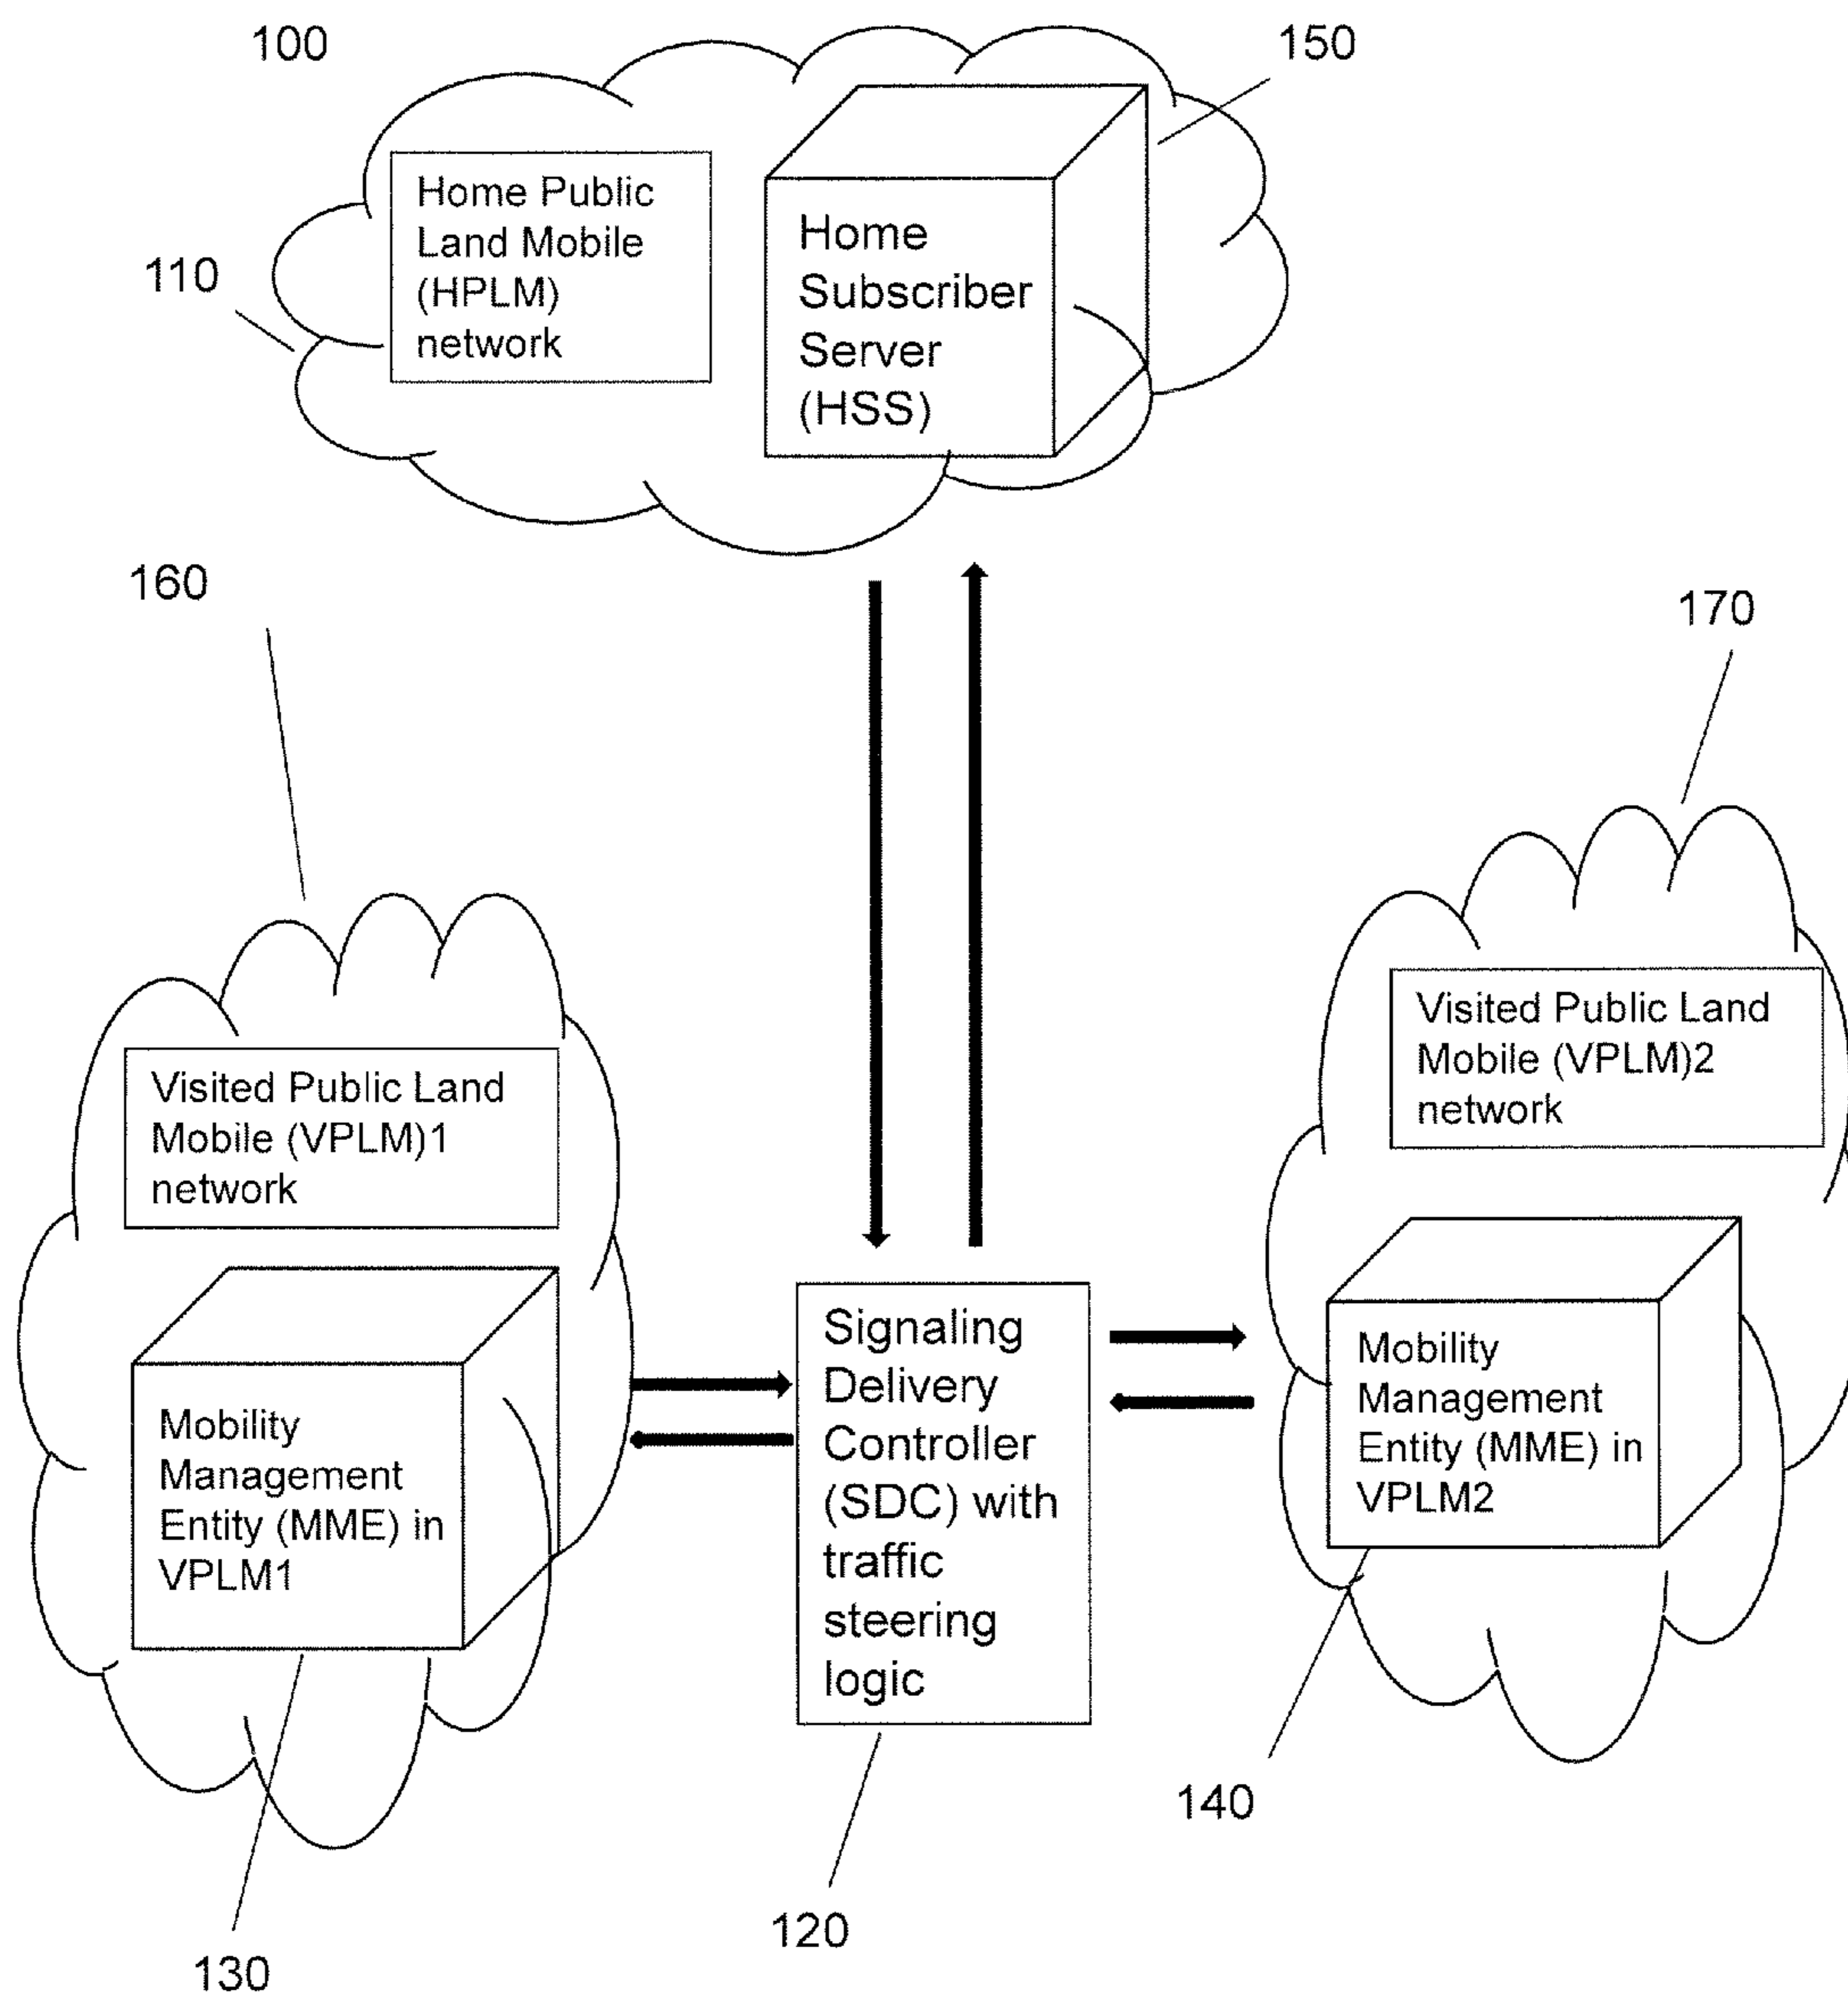 100
150
Home Public
Land Mobile
(HPLM)
network
Home
Subscriber
Server
(HSS)
110
160
170
Visited Public Land
Mobile (VPLM)1
network
Visited Public Land
Mobile (VPLM)2
network
Mobility
Management
Entity (MME) in
VPLM1
Signaling
Delivery
Controller
(SDC) with
traffic
steering
logic
Mobility
Management
Entity (MME) in
VPLM2
140
120
130